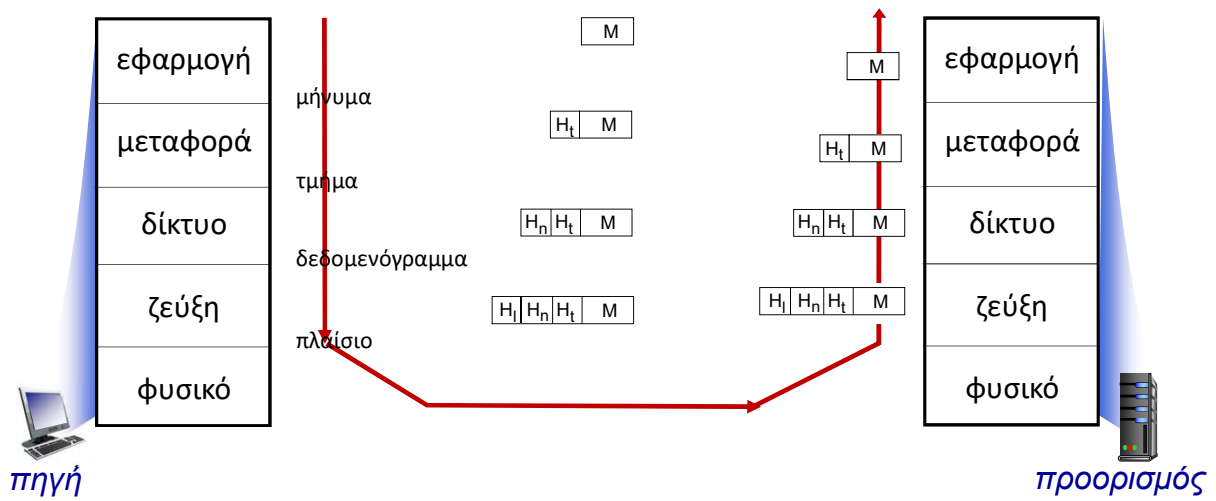 M
εφαρμογή
εφαρμογή
M
μήνυμα
Ht M
μεταφορά
Ht M
μεταφορά
τμήμα
Hn Ht M
δίκτυο
Hn Ht M
δίκτυο
δεδομενόγραμμα
Hl Hn Ht M
ζεύξη
Hl Hn Ht M
ζεύξη
πλαίσιο
φυσικό
φυσικό
πηγή
προορισμός